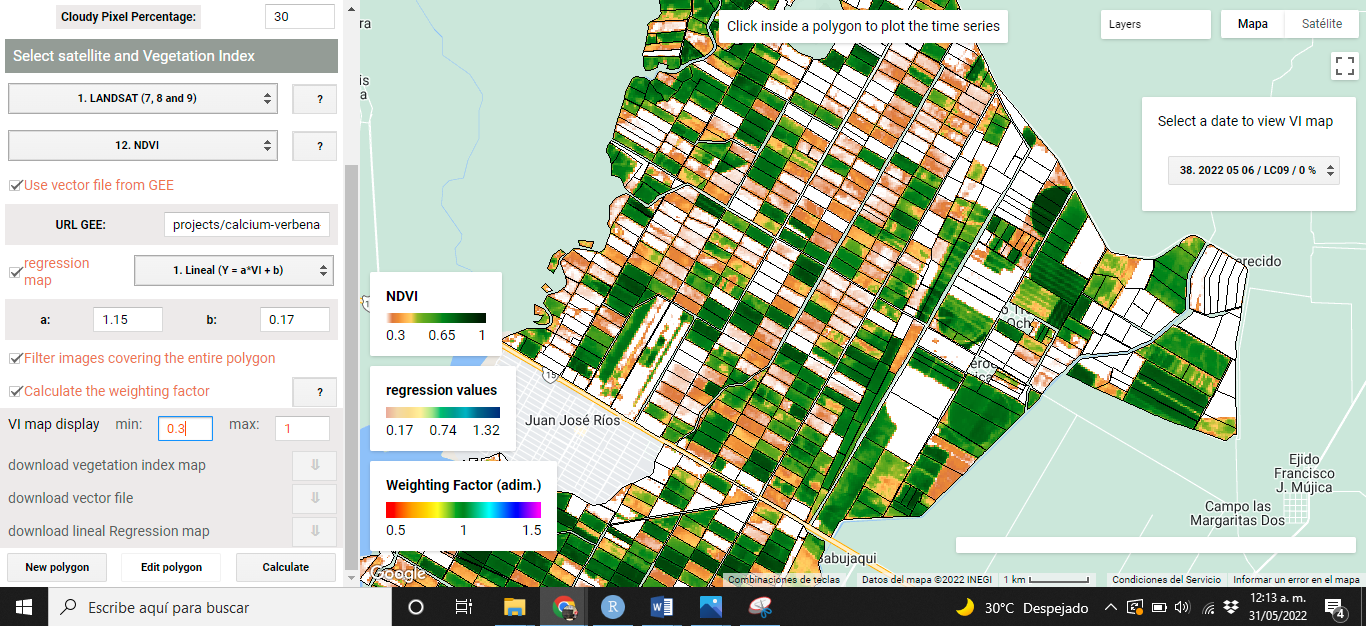 Cloudy Pixel Percentage:
30
Select satellite and Vegetation Index
1. LANDSAT (7, 8 and 9)
?
12. NDVI
?
Use vector file from GEE
URL GEE:
projects/calcium-verbena
regression
map
1. Lineal (Y = a*VI + b)
a:
1.15
b:
0.17
Filter images covering the entire polygon
Calculate the weighting factor
?
VI map display
min:
0.3
max:
1
download vegetation index map
download vector file
download lineal Regression map
New polygon
Edit polygon
Calculate
Click inside a polygon to plot the time series
Layers
Mapa
Satélite
Select a date to view VI map
38. 2022 05 06 / LC09 / 0 %
NDVI
0.3
0.65
1
regression values
0.17
0.74
1.32
Weighting Factor (adim.)
0.5
1
1.5
ra
is
a
15
Juan José Ríos
erecido
Ejido
Francisco
J. Mújica
Campo las
Margaritas Dos
Babujaqui
Google
Combinaciones de teclas
Datos del mapa ©2022 INEGI
1 km
Condiciones del Servicio
Informar un error en el mapa
Escribe aquí para buscar
R
W
30°C Despejado
12:13 a. m.
31/05/2022
4